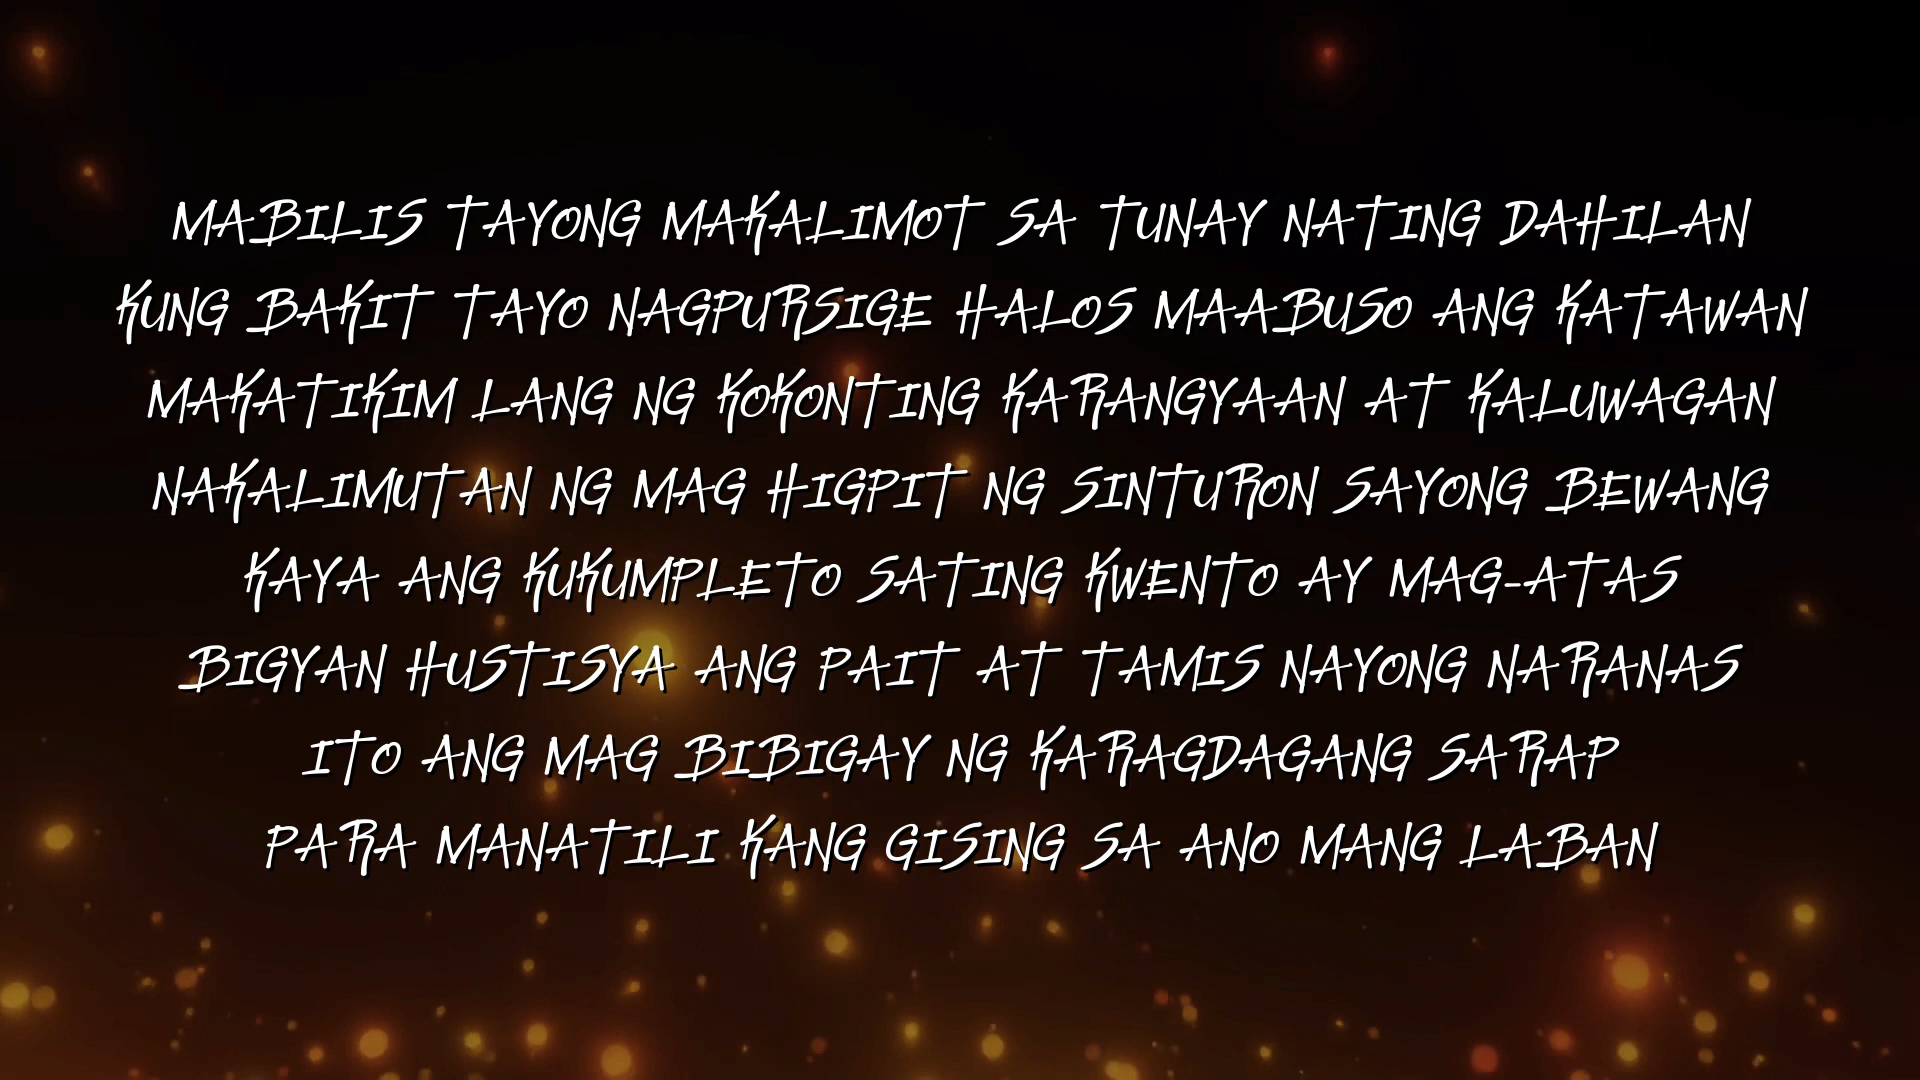 MABILIS TAYONG MAKALIMOT SA TUNAY NATING DAHILAN
KUNG BAKIT TAYO NAGPURSIGE HALOS MAABUSO ANG KATAWAN
MAKATIKIM LANG NG KOKONTING KARANGYAAN AT KALUWAGAN
NAKALIMUTAN NG MAG HIGPIT NG SINTURON SAYONG BEWANG
KAYA ANG KUKUMPLETO SATING KWENTO AY MAG-ATAS
BIGYAN HUSTISYA ANG PAIT AT TAMIS NAYONG NARANAS
ITO ANG MAG BIBIGAY NG KARAGDAGANG SARAP
PARA MANATILI KANG GISING SA ANO MANG LABAN